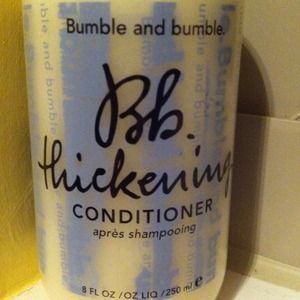 Bumble and bumble.
Bb.
thickening
CONDITIONER
après shampooing
8 FL OZ/OZ LIQ/250 ml e